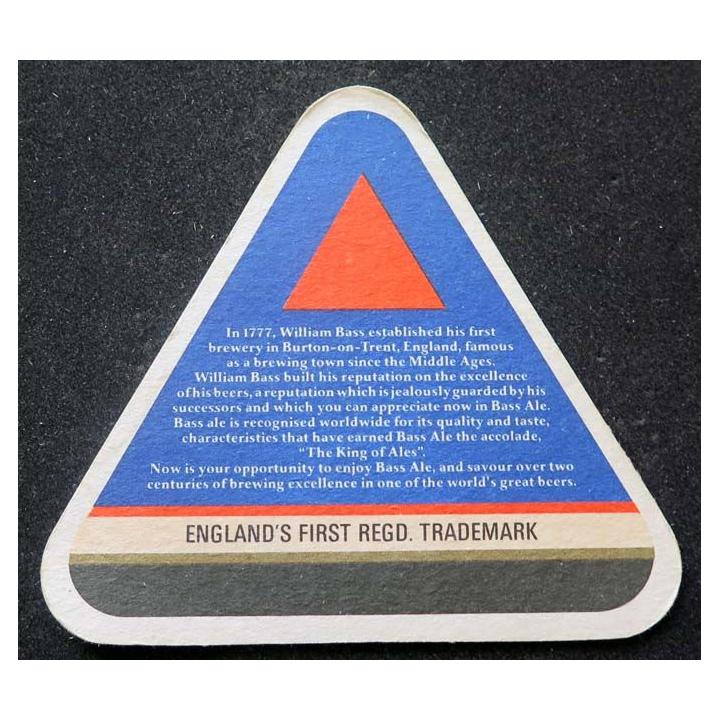 In 1777, William Bass established his first
brewery in Burton-on-Trent, England, famous
as a brewing town since the Middle Ages.
William Bass built his reputation on the excellence
of his beers, a reputation which is jealously guarded by his
successors and which you can appreciate now in Bass Ale.
Bass ale is recognised worldwide for its quality and taste,
characteristics that have earned Bass Ale the accolade,
“The King of Ales”.
Now is your opportunity to enjoy Bass Ale, and savour over two
centuries of brewing excellence in one of the world's great beers.
ENGLAND'S FIRST REGD. TRADEMARK